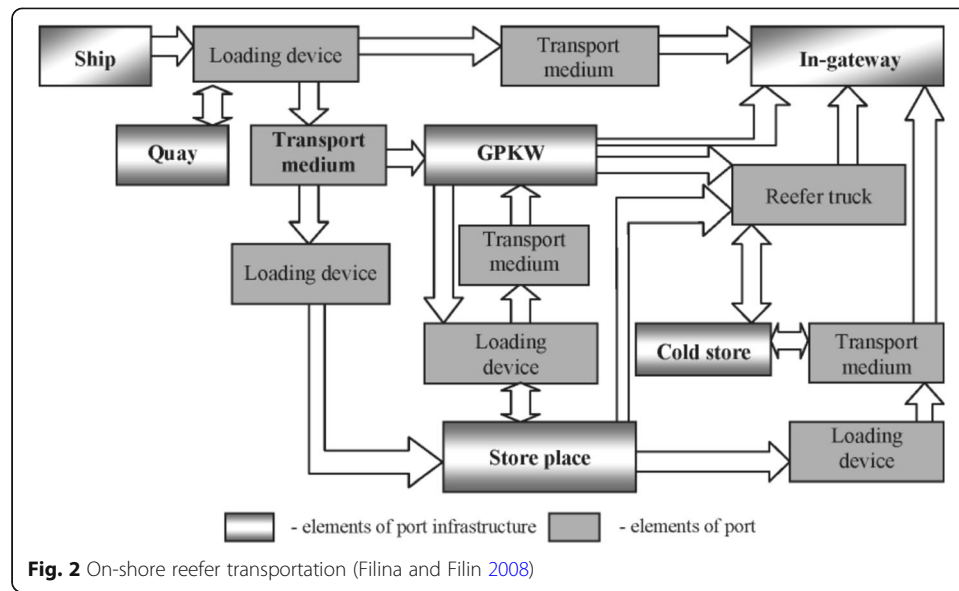 Ship
Loading device
Transport
medium
In-gateway
Quay
Transport
medium
GPKW
Reefer truck
Loading device
Transport
medium
Loading
device
Cold store
Transport
medium
Store place
Loading
device
- elements of port infrastructure
- elements of port
Fig. 2 On-shore reefer transportation (Filina and Filin 2008)